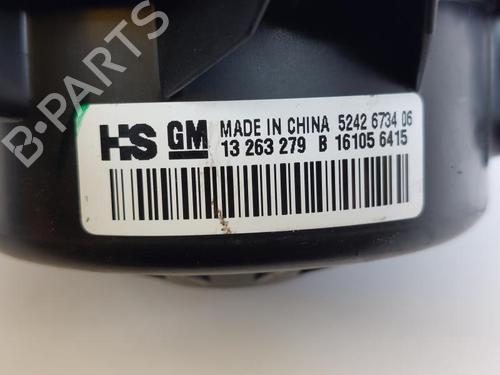 HS GM MADE IN CHINA 5242 6734 06
13 263 279 B 16105 6415
B-PARTS